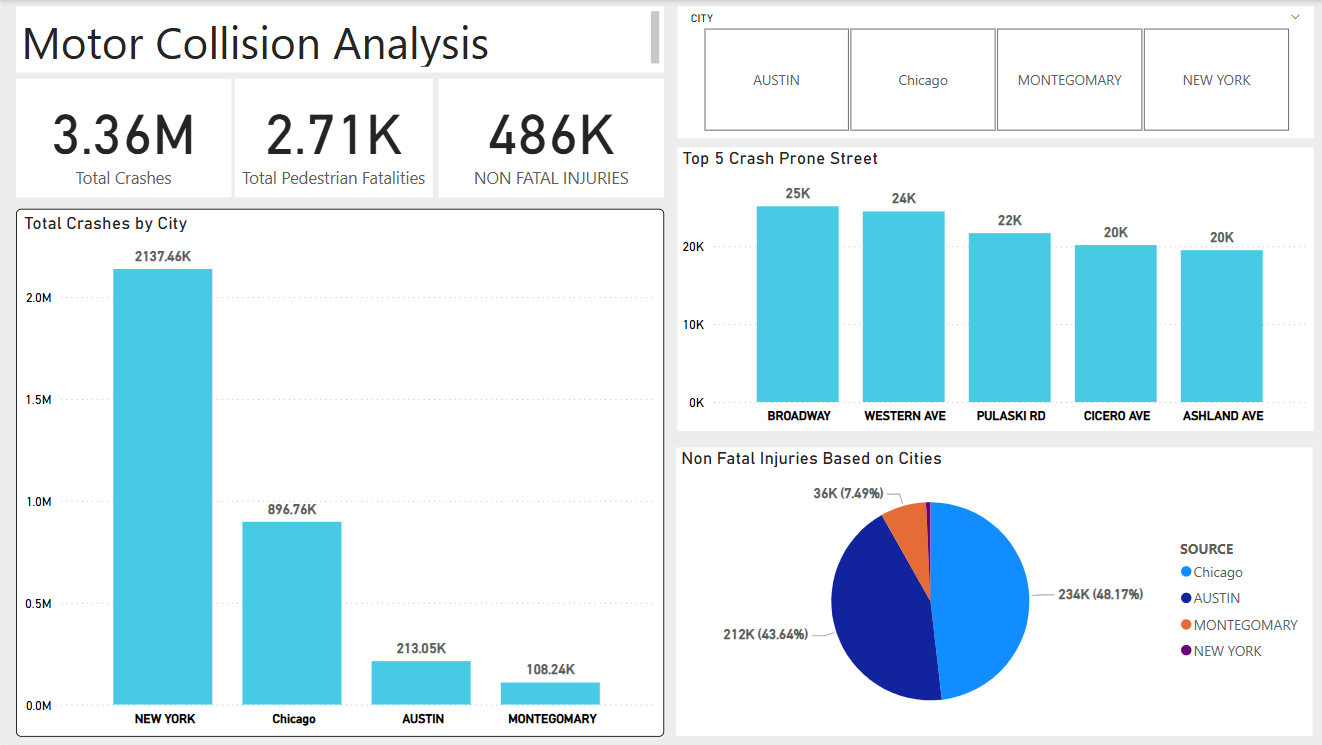 Motor Collision Analysis
3.36M
Total Crashes
2.71K
Total Pedestrian Fatalities
486K
NON FATAL INJURIES
CITY
AUSTIN
Chicago
MONTEGOMARY
NEW YORK
Total Crashes by City
2137.46K
896.76K
213.05K
108.24K
2.0M
1.5M
1.0M
0.5M
0.0M
NEW YORK
Chicago
AUSTIN
MONTEGOMARY
Top 5 Crash Prone Street
25K
24K
22K
20K
20K
20K
10K
0K
BROADWAY
WESTERN AVE
PULASKI RD
CICERO AVE
ASHLAND AVE
Non Fatal Injuries Based on Cities
36K (7.49%)
234K (48.17%)
212K (43.64%)
SOURCE
Chicago
AUSTIN
MONTEGOMARY
NEW YORK